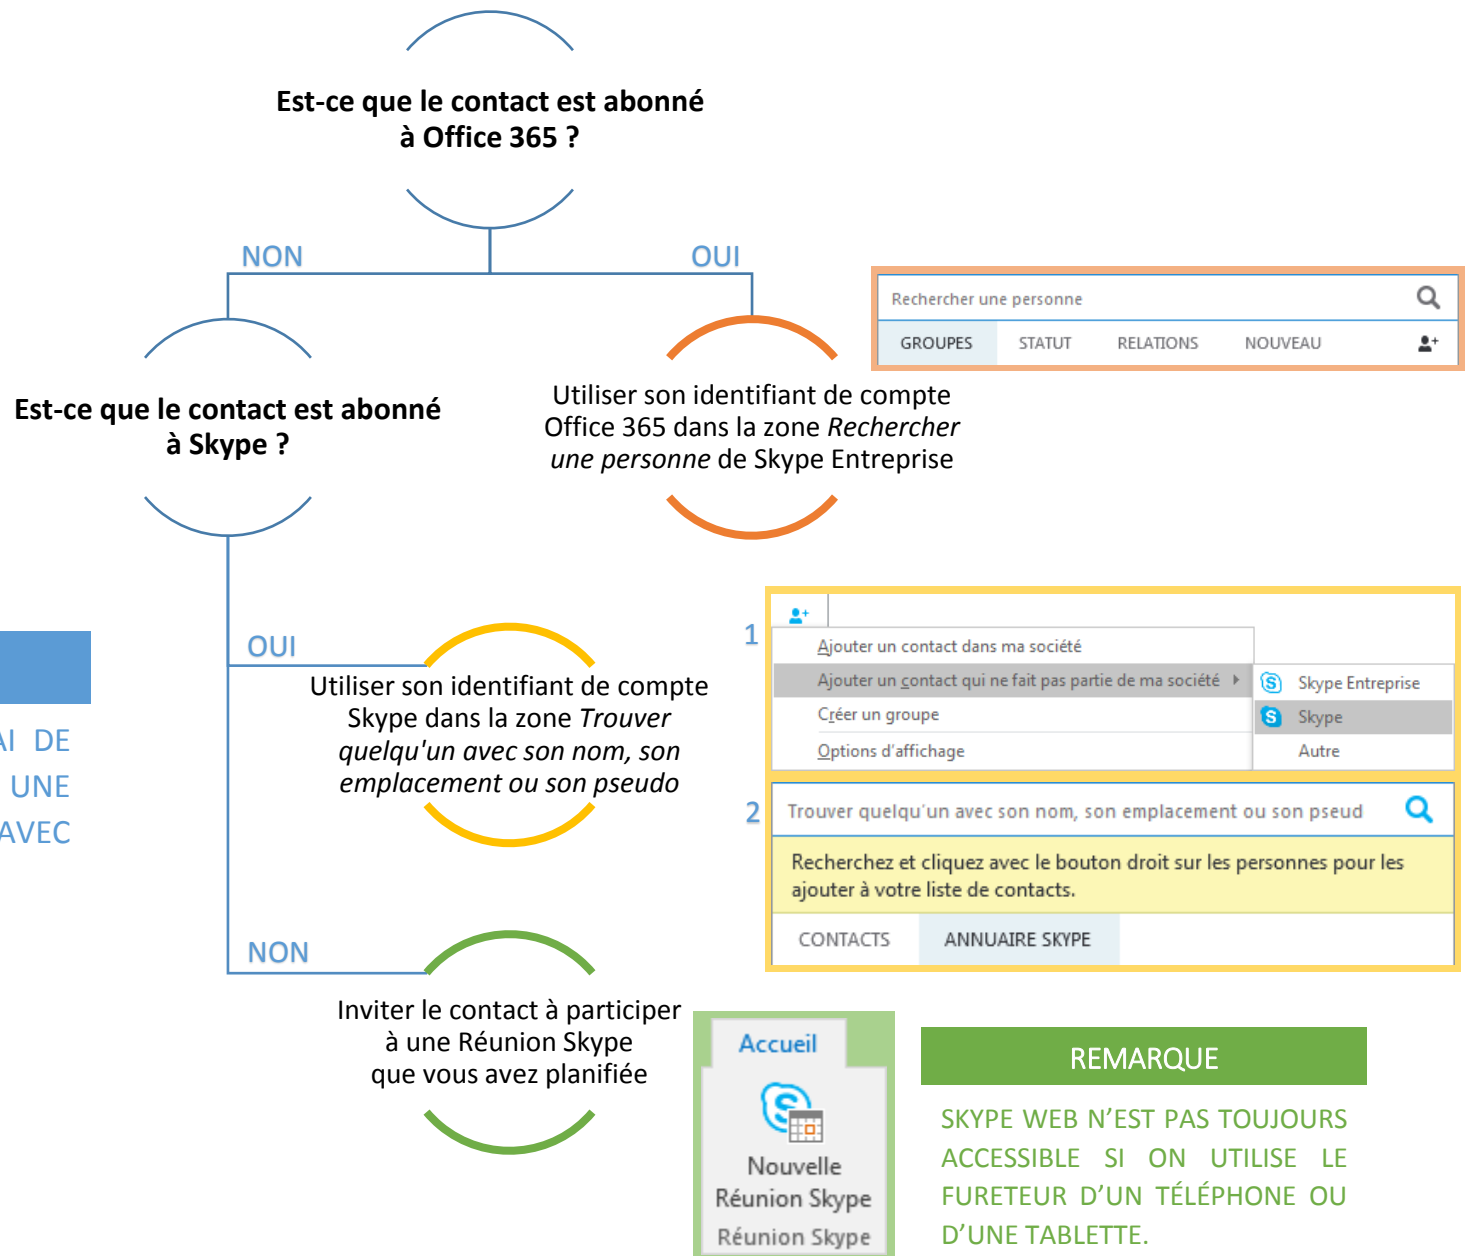 Est-ce que le contact est abonné
à Office 365 ?
NON
OUI
Rechercher une personne
GROUPES STATUT RELATIONS NOUVEAU
Est-ce que le contact est abonné
à Skype ?
Utiliser son identifiant de compte
Office 365 dans la zone Rechercher
une personne de Skype Entreprise
OUI
Utiliser son identifiant de compte
Skype dans la zone Trouver
quelqu'un avec son nom, son
emplacement ou son pseudo
1
Ajouter un contact dans ma société
Ajouter un contact qui ne fait pas partie de ma société
Créer un groupe
Options d'affichage
Skype Entreprise
Skype
Autre
2
Trouver quelqu'un avec son nom, son emplacement ou son pseud
Recherchez et cliquez avec le bouton droit sur les personnes pour les
ajouter à votre liste de contacts.
CONTACTS ANNUAIRE SKYPE
AI DE
UNE
AVEC
NON
Inviter le contact à participer
à une Réunion Skype
que vous avez planifiée
Accueil
Nouvelle
Réunion Skype
Réunion Skype
REMARQUE
SKYPE WEB N'EST PAS TOUJOURS
ACCESSIBLE SI ON UTILISE LE
FURETEUR D'UN TÉLÉPHONE OU
D'UNE TABLETTE.